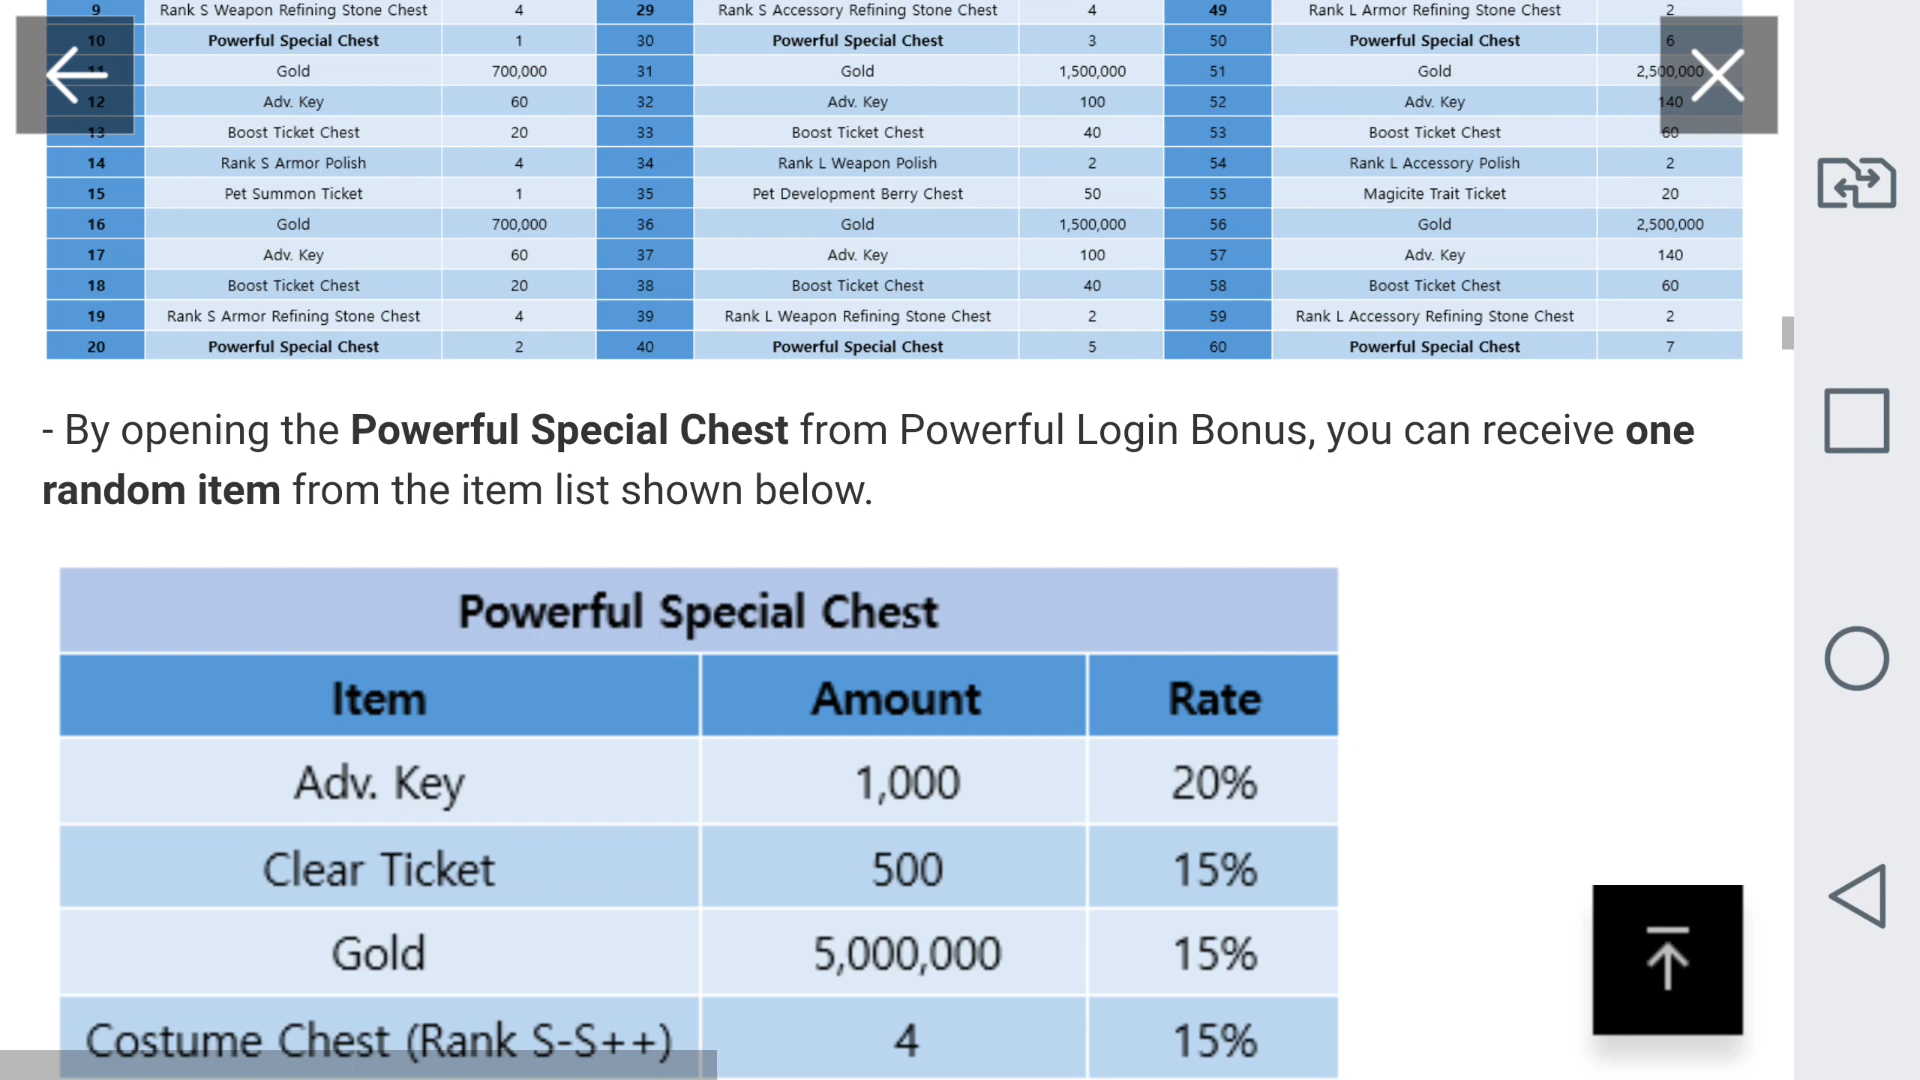 9 Rank S Weapon Refining Stone Chest 4 29 Rank S Accessory Refining Stone Chest 4 49 Rank L Armor Refining Stone Chest 2
10 Powerful Special Chest 1 30 Powerful Special Chest 3 50 Powerful Special Chest 6
11 Gold 700,000 31 Gold 1,500,000 51 Gold 2,500,000
12 Adv. Key 60 32 Adv. Key 100 52 Adv. Key 140
13 Boost Ticket Chest 20 33 Boost Ticket Chest 40 53 Boost Ticket Chest 60
14 Rank S Armor Polish 4 34 Rank L Weapon Polish 2 54 Rank L Accessory Polish 2
15 Pet Summon Ticket 1 35 Pet Development Berry Chest 50 55 Magicite Trait Ticket 20
16 Gold 700,000 36 Gold 1,500,000 56 Gold 2,500,000
17 Adv. Key 60 37 Adv. Key 100 57 Adv. Key 140
18 Boost Ticket Chest 20 38 Boost Ticket Chest 40 58 Boost Ticket Chest 60
19 Rank S Armor Refining Stone Chest 4 39 Rank L Weapon Refining Stone Chest 2 59 Rank L Accessory Refining Stone Chest 2
20 Powerful Special Chest 2 40 Powerful Special Chest 5 60 Powerful Special Chest 7
- By opening the Powerful Special Chest from Powerful Login Bonus, you can receive one
random item from the item list shown below.
Powerful Special Chest
Item Amount Rate
Adv. Key 1,000 20%
Clear Ticket 500 15%
Gold 5,000,000 15%
Costume Chest (Rank S-S++) 4 15%